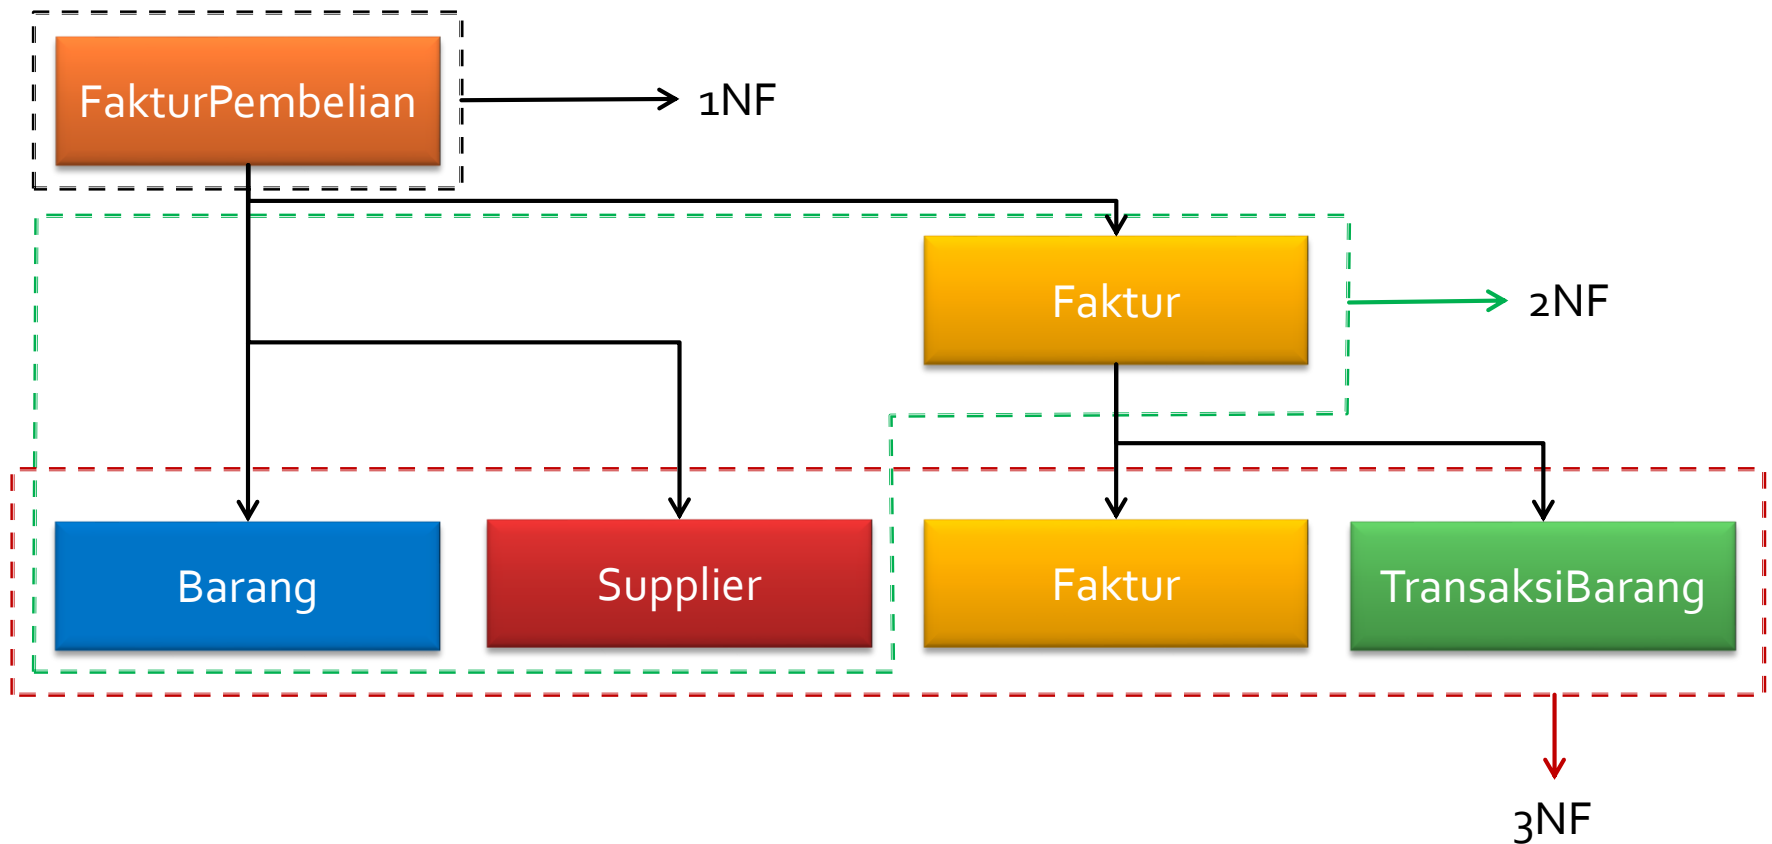 FakturPembelian
1NF
Faktur
2NF
Barang
Supplier
Faktur
TransaksiBarang
3NF